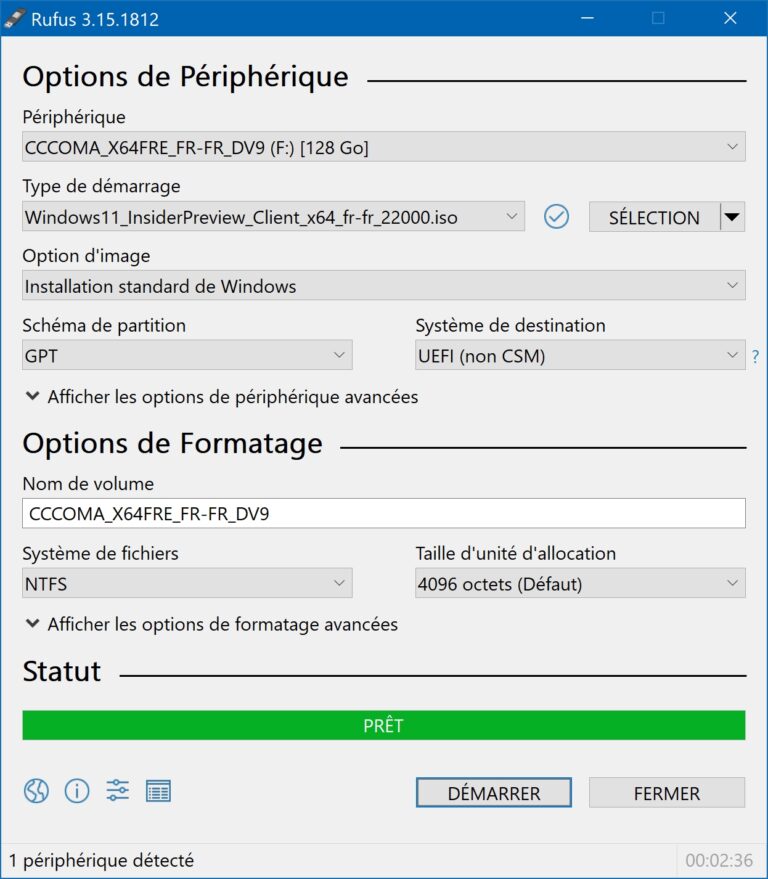 Rufus 3.15.1812
Options de Périphérique
Périphérique
CCCOMA_X64FRE_FR-FR_DV9 (F:) [128 Go]
Type de démarrage
Windows11_InsiderPreview_Client_x64_fr-fr_22000.iso
SÉLECTION
Option d'image
Installation standard de Windows
Schéma de partition
Système de destination
GPT
UEFI (non CSM)
?
Afficher les options de périphérique avancées
Options de Formatage
Nom de volume
CCCOMA_X64FRE_FR-FR_DV9
Système de fichiers
Taille d'unité d'allocation
NTFS
4096 octets (Défaut)
Afficher les options de formatage avancées
Statut
PRÊT
DÉMARRER
FERMER
1 périphérique détecté
00:02:36